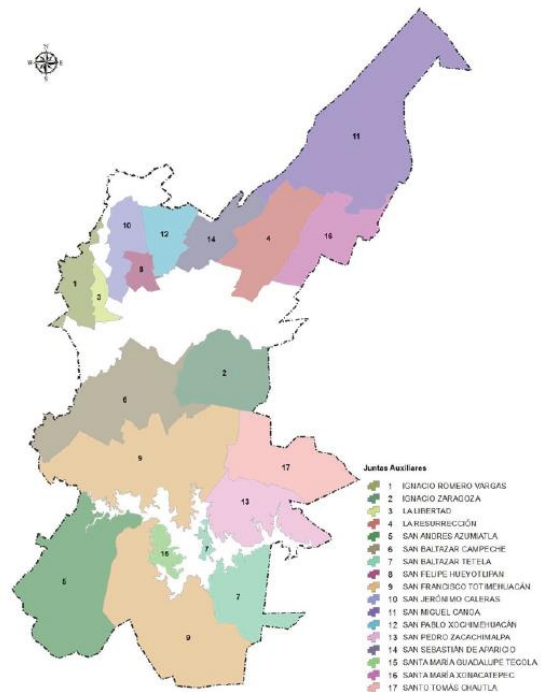 N
W E
S
11
10
12
14
4
16
8
1
3
2
6
9
17
13
15
7
5
7
9
Juntas Auxiliares
1 IGNACIO ROMERO VARGAS
2 IGNACIO ZARAGOZA
3 LA LIBERTAD
4 LA RESURRECCIÓN
5 SAN ANDRES AZUMIATLA
6 SAN BALTAZAR CAMPECHE
7 SAN BALTAZAR TETELA
8 SAN FELIPE HUEYOTLIPAN
9 SAN FRANCISCO TOTIMEHUACÁN
10 SAN JERÓNIMO CALERAS
11 SAN MIGUEL CANOA
12 SAN PABLO XOCHIMEHUACÁN
13 SAN PEDRO ZACACHIMALPA
14 SAN SEBASTIÁN DE APARICIO
15 SANTA MARÍA GUADALUPE TECOLA
16 SANTA MARÍA XONACATEPEC
17 SANTO TOMÁS CHAUTLA